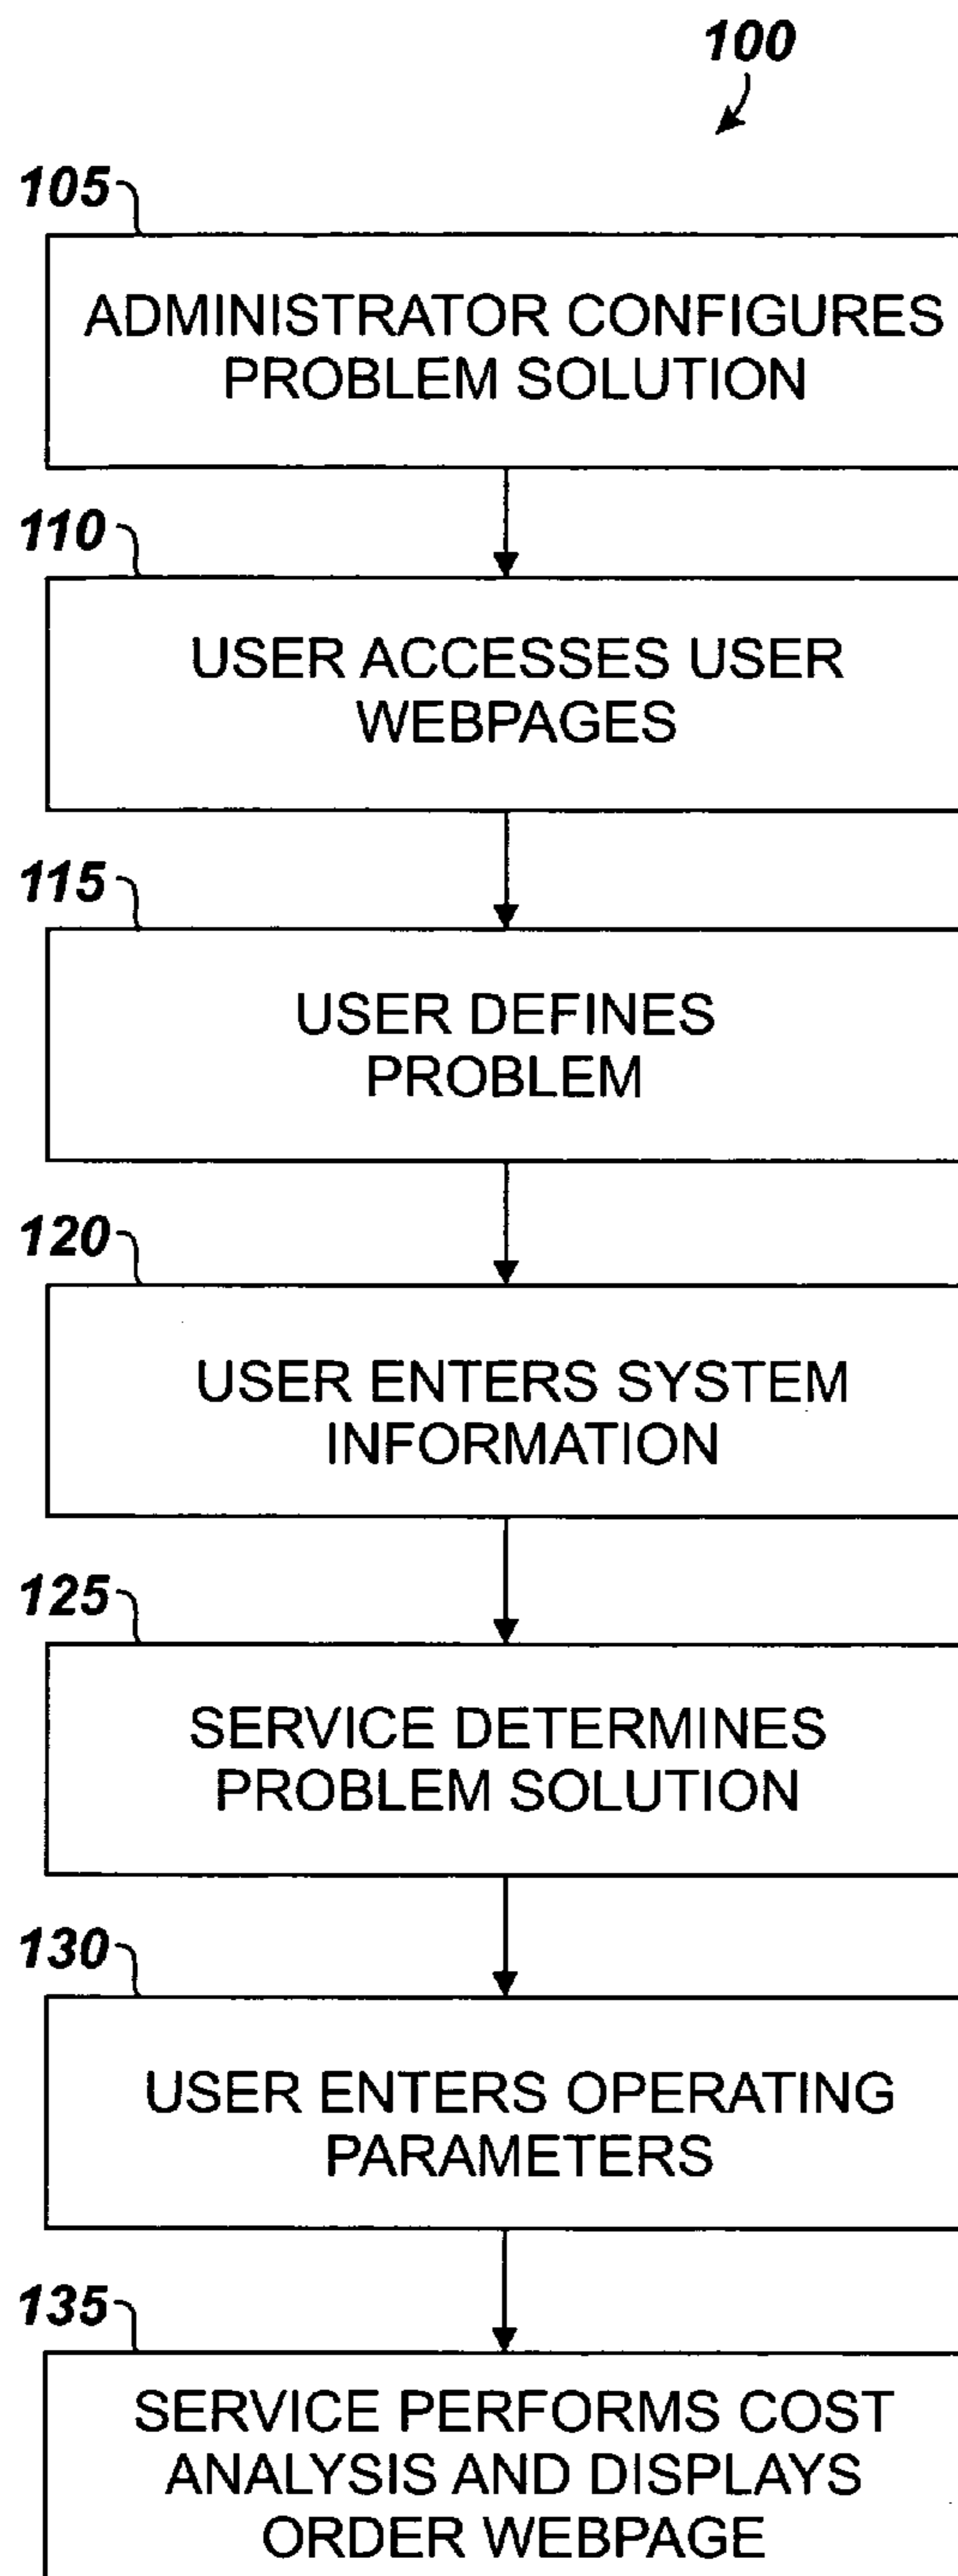 100
105
ADMINISTRATOR CONFIGURES
PROBLEM SOLUTION
110
USER ACCESSES USER
WEBPAGES
115
USER DEFINES
PROBLEM
120
USER ENTERS SYSTEM
INFORMATION
125
SERVICE DETERMINES
PROBLEM SOLUTION
130
USER ENTERS OPERATING
PARAMETERS
135
SERVICE PERFORMS COST
ANALYSIS AND DISPLAYS
ORDER WEBPAGE